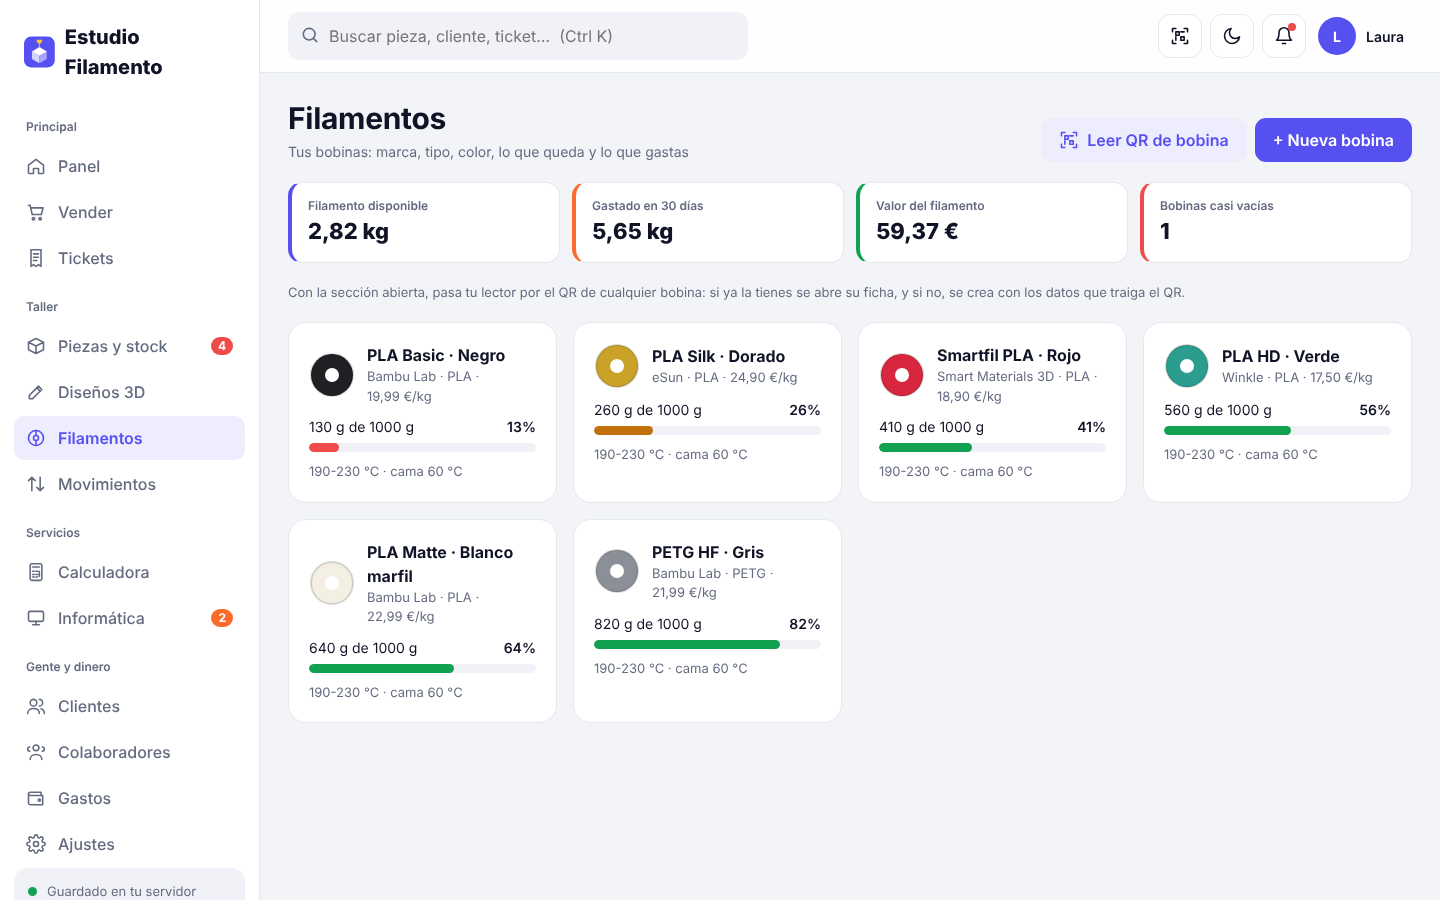 Estudio
Filamento
Buscar pieza, cliente, ticket... (Ctrl K)
L
Laura
Principal
Panel
Vender
Tickets
Taller
Piezas y stock
4
Diseños 3D
Filamentos
Movimientos
Servicios
Calculadora
Informática
2
Gente y dinero
Clientes
Colaboradores
Gastos
Ajustes
Guardado en tu servidor
Filamentos
Tus bobinas: marca, tipo, color, lo que queda y lo que gastas
Leer QR de bobina
+ Nueva bobina
Filamento disponible
2,82 kg
Gastado en 30 días
5,65 kg
Valor del filamento
59,37 €
Bobinas casi vacías
1
Con la sección abierta, pasa tu lector por el QR de cualquier bobina: si ya la tienes se abre su ficha, y si no, se crea con los datos que traiga el QR.
PLA Basic · Negro
Bambu Lab · PLA ·
19,99 €/kg
130 g de 1000 g
13%
190-230 °C · cama 60 °C
PLA Silk · Dorado
eSun · PLA · 24,90 €/kg
260 g de 1000 g
26%
190-230 °C · cama 60 °C
Smartfil PLA · Rojo
Smart Materials 3D · PLA ·
18,90 €/kg
410 g de 1000 g
41%
190-230 °C · cama 60 °C
PLA HD · Verde
Winkle · PLA · 17,50 €/kg
560 g de 1000 g
56%
190-230 °C · cama 60 °C
PLA Matte · Blanco
marfil
Bambu Lab · PLA ·
22,99 €/kg
640 g de 1000 g
64%
190-230 °C · cama 60 °C
PETG HF · Gris
Bambu Lab · PETG ·
21,99 €/kg
820 g de 1000 g
82%
190-230 °C · cama 60 °C